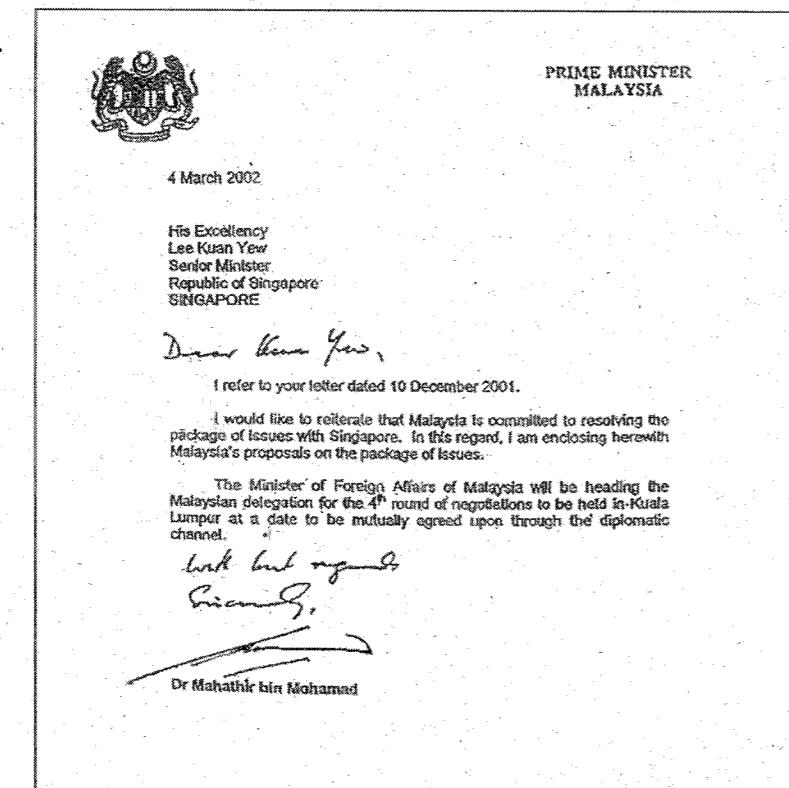 PRIME MINISTER
MALAYSIA
4 March 2002
His Excellency
Lee Kuan Yew
Senior Minister
Republic of Singapore
SINGAPORE
Dear Kuan Yew,
I refer to your letter dated 10 December 2001.
I would like to reiterate that Malaysia is committed to resolving the
package of issues with Singapore. In this regard, I am enclosing herewith
Malaysia's proposals on the package of issues.
The Minister of Foreign Affairs of Malaysia will be heading the
Malaysian delegation for the 4th round of negotiations to be held in Kuala
Lumpur at a date to be mutually agreed upon through the diplomatic
channel.
with best regards
Sincerely,
Dr Mahathir bin Mohamad